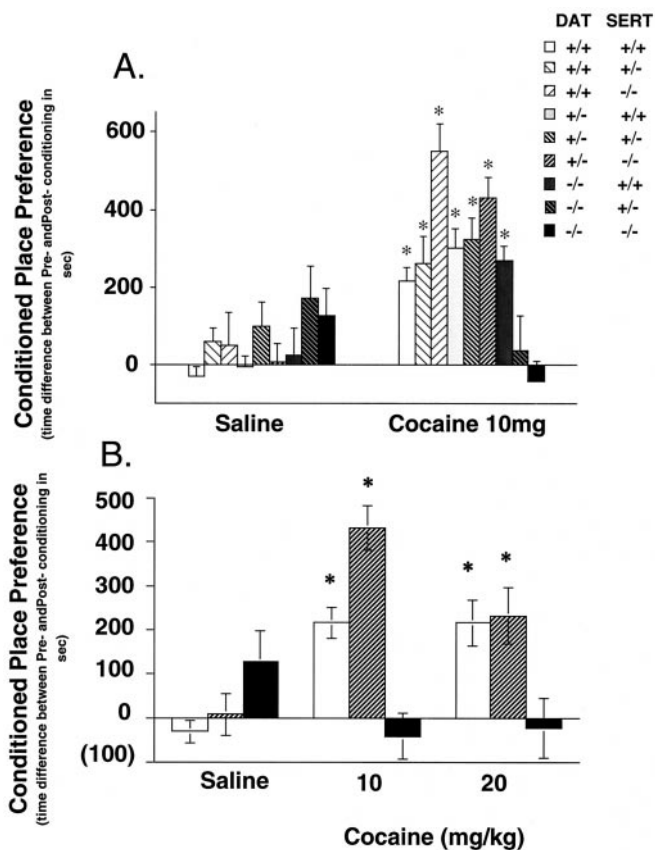 DAT SERT
+/+ +/+
+/+ +/-
+/+ -/-
+/- +/+
+/- +/-
+/- -/-
-/- +/+
-/- +/-
-/- -/-
A.
Conditioned Place Preference
(time difference between Pre- andPost- conditioning in
sec)
600
400
200
0
* * * * * * *
Saline Cocaine 10mg
B.
Conditioned Place Preference
(time difference between Pre- andPost- conditioning in
sec)
500
400
300
200
100
0
(100)
* * * *
Saline 10 20
Cocaine (mg/kg)